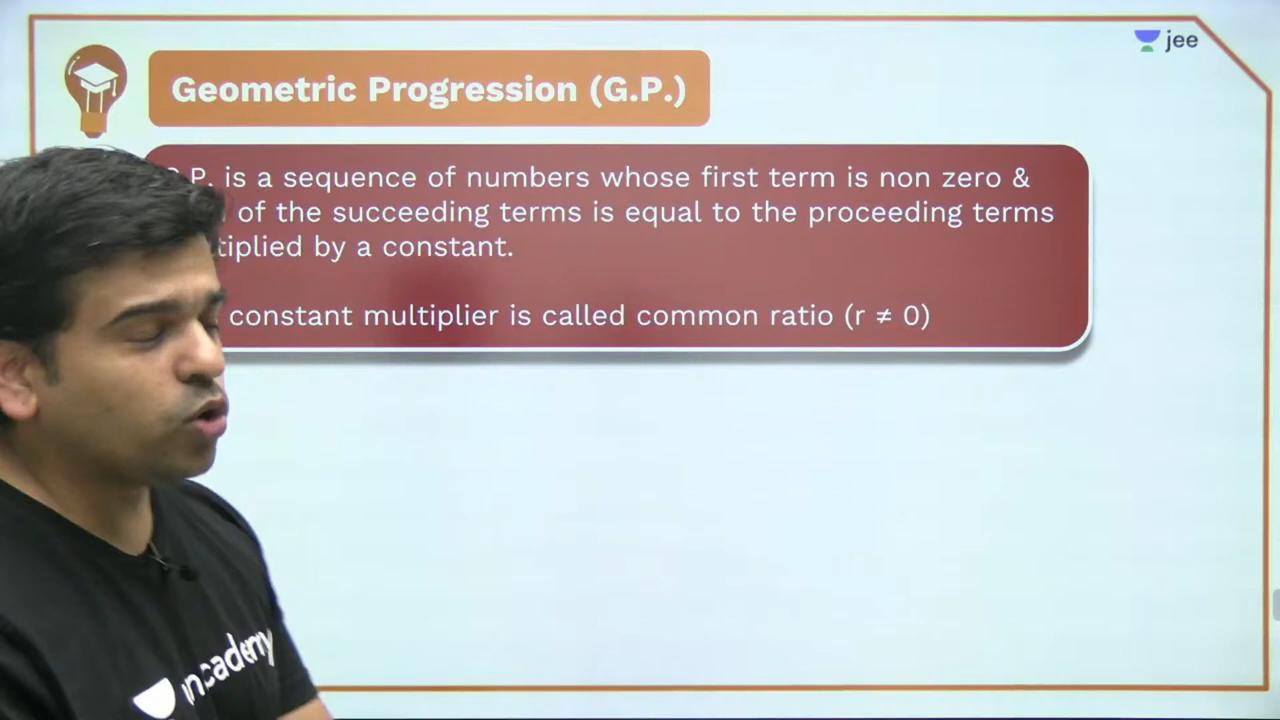 jee
Geometric Progression (G.P.)
.P. is a sequence of numbers whose first term is non zero &
of the succeeding terms is equal to the proceeding terms
tiplied by a constant.
constant multiplier is called common ratio (r ≠ 0)
unacademy